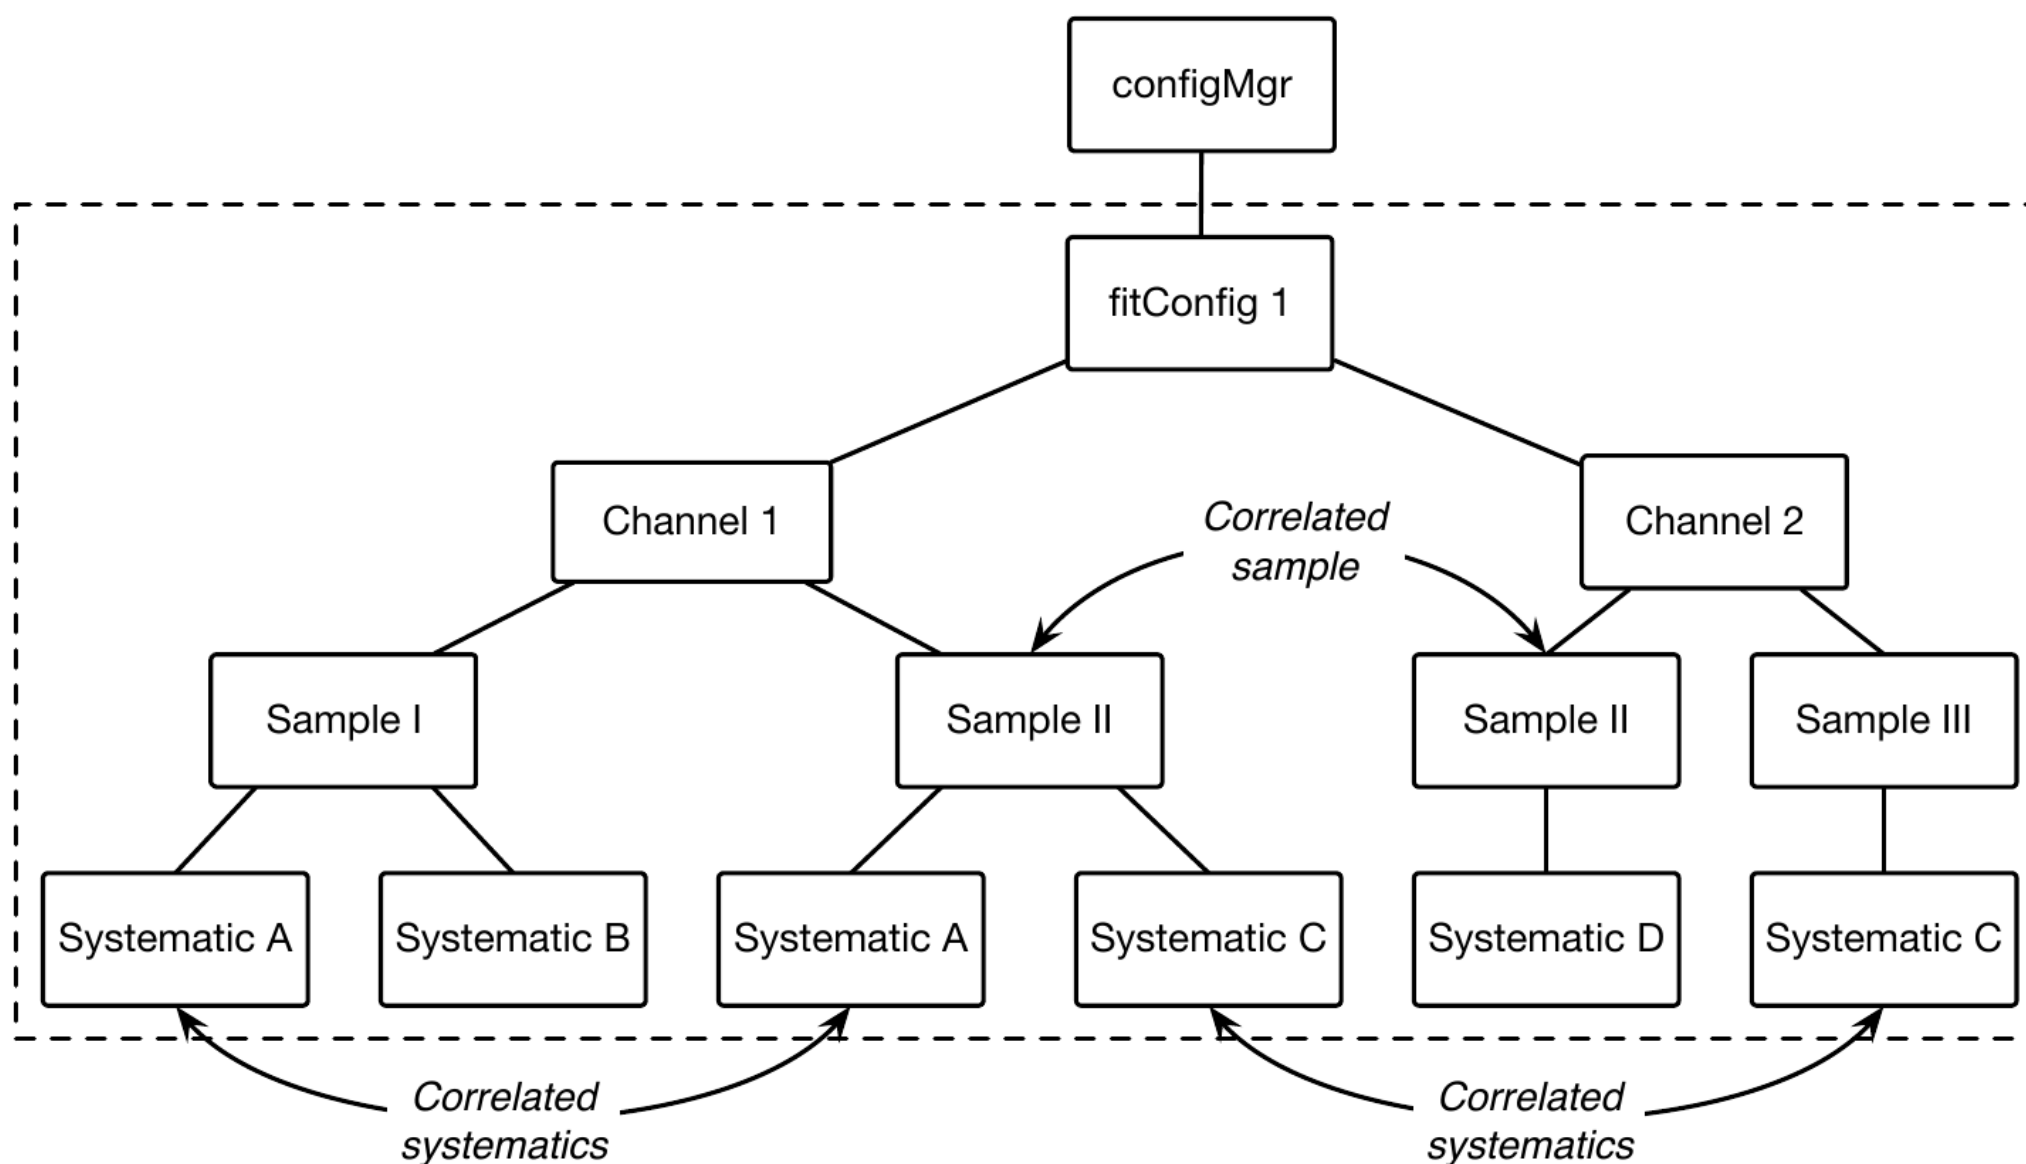 configMgr
fitConfig 1
Channel 1
Correlated
sample
Channel 2
Sample I
Sample II
Sample II
Sample III
Systematic A
Systematic B
Systematic A
Systematic C
Systematic D
Systematic C
Correlated
systematics
Correlated
systematics